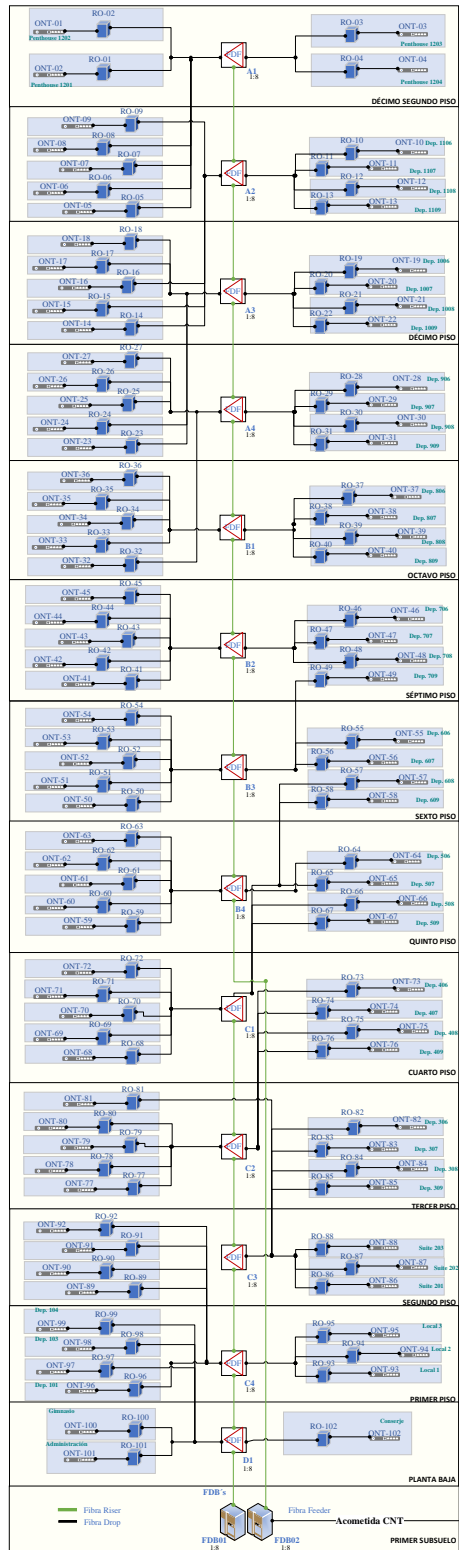 ONT-01 RO-02 RO-03 ONT-03
Penthouse 1202 FDF Penthouse 1203
ONT-02 RO-01 A1 RO-04 ONT-04
Penthouse 1201 1:8 Penthouse 1204
DÉCIMO SEGUNDO PISO
RO-09
ONT-09 RO-08 RO-10 ONT-10 Dep. 1106
ONT-08 RO-07 FDF RO-11 ONT-11 Dep. 1107
ONT-07 RO-06 A2 RO-12 ONT-12 Dep. 1108
ONT-06 RO-05 1:8 RO-13 ONT-13 Dep. 1109
ONT-05
RO-18
ONT-18 RO-17 RO-19 ONT-19 Dep. 1006
ONT-17 RO-16 FDF RO-20 ONT-20 Dep. 1007
ONT-16 RO-15 A3 RO-21 ONT-21 Dep. 1008
ONT-15 RO-14 1:8 RO-22 ONT-22 Dep. 1009
ONT-14
DÉCIMO PISO
RO-27
ONT-27 RO-26 RO-28 ONT-28 Dep. 906
ONT-26 RO-25 FDF RO-29 ONT-29 Dep. 907
ONT-25 RO-24 A4 RO-30 ONT-30 Dep. 908
ONT-24 RO-23 1:8 RO-31 ONT-31 Dep. 909
ONT-23
RO-36
ONT-36 RO-35 RO-37 ONT-37 Dep. 806
ONT-35 RO-34 FDF RO-38 ONT-38 Dep. 807
ONT-34 RO-33 B1 RO-39 ONT-39 Dep. 808
ONT-33 RO-32 1:8 RO-40 ONT-40 Dep. 809
ONT-32
OCTAVO PISO
RO-45
ONT-45 RO-44 RO-46 ONT-46 Dep. 706
ONT-44 RO-43 FDF RO-47 ONT-47 Dep. 707
ONT-43 RO-42 B2 RO-48 ONT-48 Dep. 708
ONT-42 RO-41 1:8 RO-49 ONT-49 Dep. 709
ONT-41
SÉPTIMO PISO
RO-54
ONT-54 RO-53 RO-55 ONT-55 Dep. 606
ONT-53 RO-52 FDF RO-56 ONT-56 Dep. 607
ONT-52 RO-51 B3 RO-57 ONT-57 Dep. 608
ONT-51 RO-50 1:8 RO-58 ONT-58 Dep. 609
ONT-50
SEXTO PISO
RO-63
ONT-63 RO-62 RO-64 ONT-64 Dep. 506
ONT-62 RO-61 FDF RO-65 ONT-65 Dep. 507
ONT-61 RO-60 B4 RO-66 ONT-66 Dep. 508
ONT-60 RO-59 1:8 RO-67 ONT-67 Dep. 509
ONT-59
QUINTO PISO
RO-72
ONT-72 RO-71 RO-73 ONT-73 Dep. 406
ONT-71 RO-70 FDF RO-74 ONT-74 Dep. 407
ONT-70 RO-69 C1 RO-75 ONT-75 Dep. 408
ONT-69 RO-68 1:8 RO-76 ONT-76 Dep. 409
ONT-68
CUARTO PISO
RO-81
ONT-81 RO-80 RO-82 ONT-82 Dep. 306
ONT-80 RO-79 FDF RO-83 ONT-83 Dep. 307
ONT-79 RO-78 C2 RO-84 ONT-84 Dep. 308
ONT-78 RO-77 1:8 RO-85 ONT-85 Dep. 309
ONT-77
TERCER PISO
RO-92
ONT-92 RO-91 RO-88 ONT-88 Suite 203
ONT-91 RO-90 FDF RO-87 ONT-87 Suite 202
ONT-90 RO-89 C3 RO-86 ONT-86 Suite 201
ONT-89 1:8
SEGUNDO PISO
Dep. 104 RO-99 RO-95 Local 3
ONT-99 RO-98 ONT-95
Dep. 103 FDF RO-94 ONT-94 Local 2
ONT-98 RO-97 C4 RO-93 ONT-93 Local 1
ONT-97 RO-96 1:8
Dep. 101 ONT-96
PRIMER PISO
Gimnasio RO-100 Conserje
ONT-100 FDF RO-102 ONT-102
Administración RO-101 D1
ONT-101 1:8
PLANTA BAJA
FDB´s
Fibra Riser Fibra Feeder
Fibra Drop Acometida CNT
FDB01 FDB02 PRIMER SUBSUELO
1:8 1:8